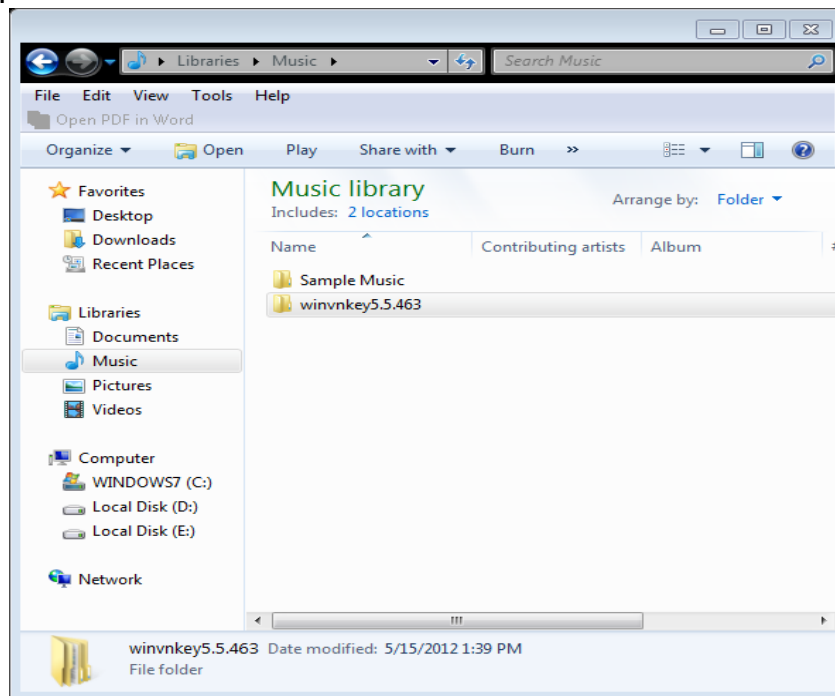 Libraries Music Search Music
File Edit View Tools Help
Open PDF in Word
Organize Open Play Share with Burn »
Favorites
Desktop
Downloads
Recent Places
Libraries
Documents
Music
Pictures
Videos
Computer
WINDOWS7 (C:)
Local Disk (D:)
Local Disk (E:)
Network
Music library
Includes: 2 locations
Arrange by: Folder
Name Contributing artists Album #
Sample Music
winvnkey5.5.463
winvnkey5.5.463 Date modified: 5/15/2012 1:39 PM
File folder